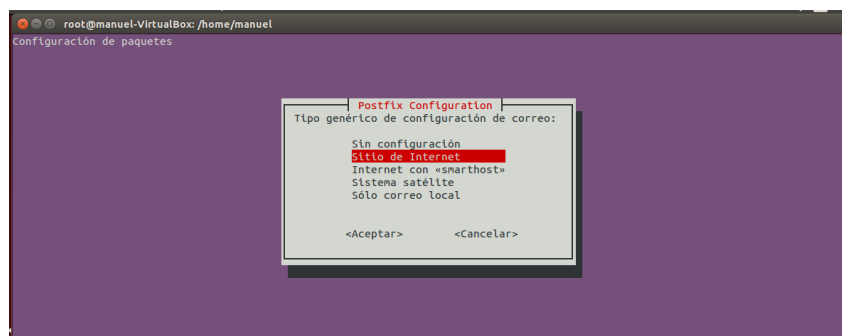 root@manuel-VirtualBox: /home/manuel
Configuración de paquetes
Postfix Configuration
Tipo genérico de configuración de correo:
Sin configuración
Sitio de Internet
Internet con «smarthost»
Sistema satélite
Sólo correo local
<Aceptar> <Cancelar>